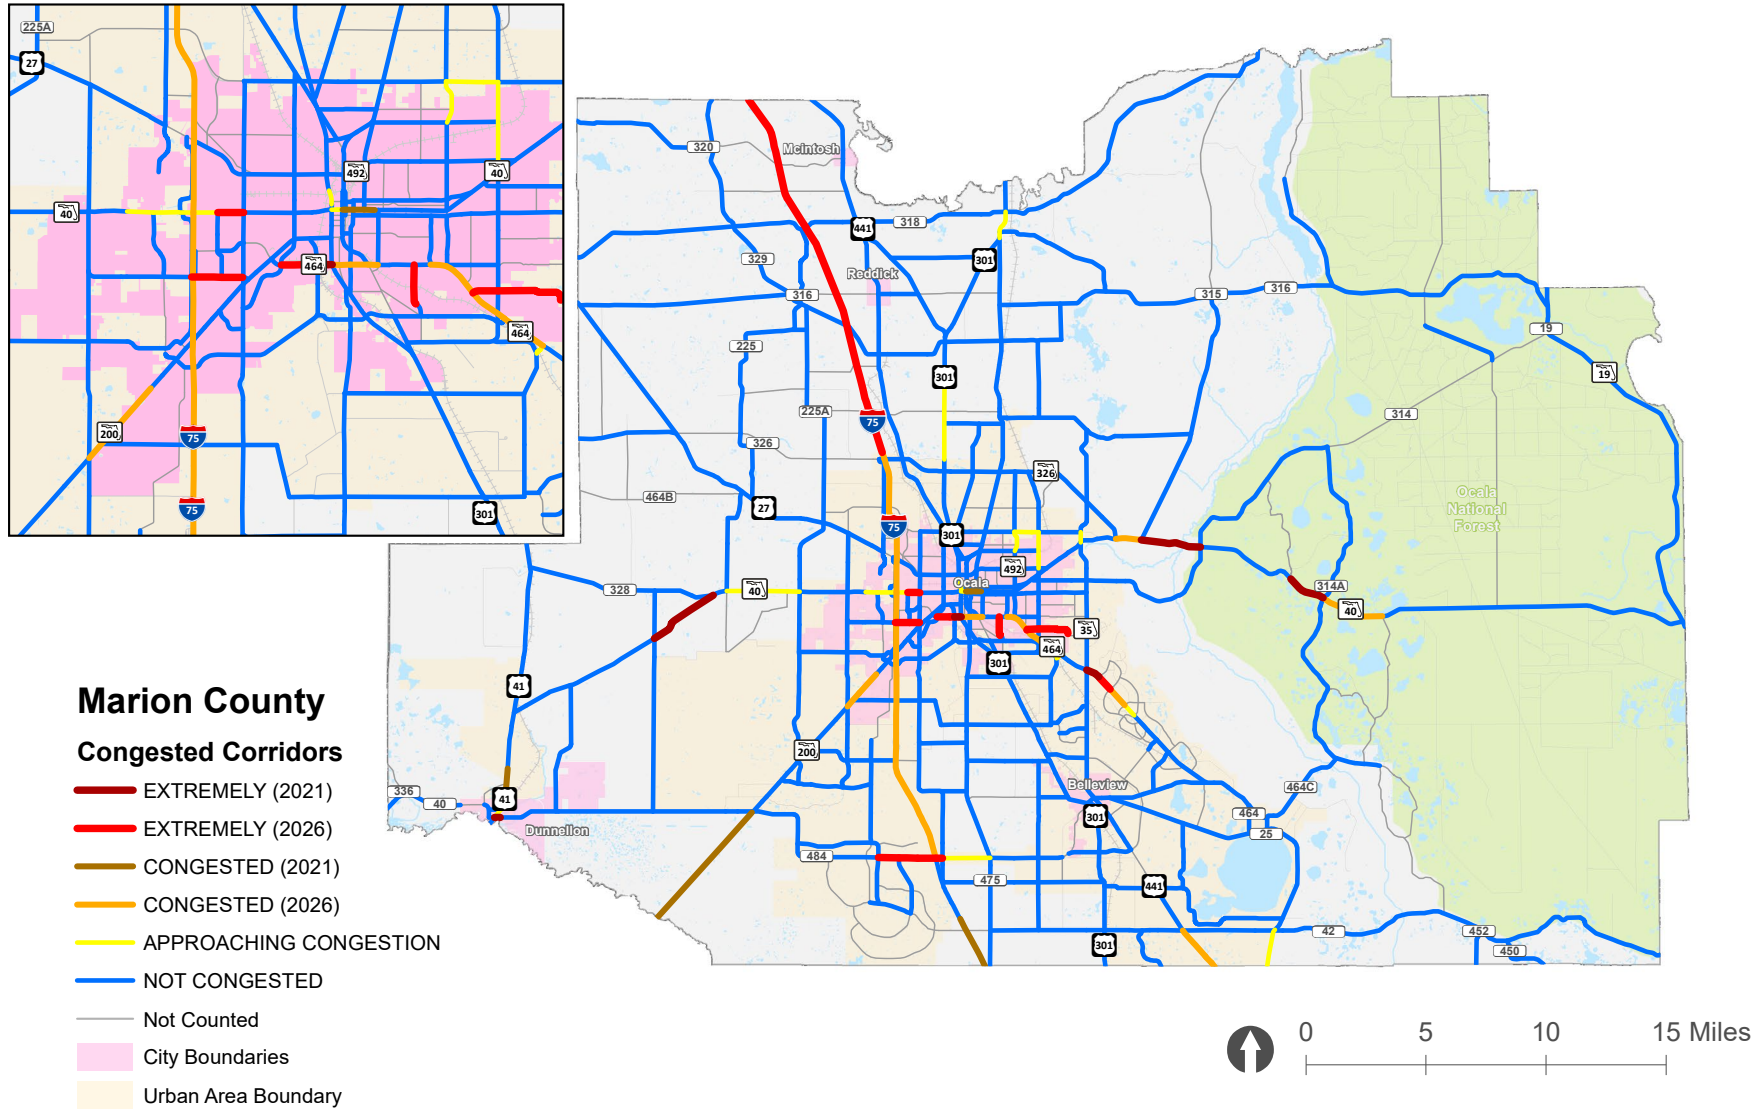 225A
27
492
40
40
464
464
200
75
75
301
320
McIntosh
441
318
301
329
Reddick
316
315
316
19
225
19
301
314
225A
75
326
326
464B
Ocala
National
Forest
27
75
301
492
Ocala
328
40
314A
40
35
464
301
41
200
336
40
41
Dunnellon
Belleview
464C
301
464
25
484
475
441
42
452
450
301
Marion County
Congested Corridors
EXTREMELY (2021)
EXTREMELY (2026)
CONGESTED (2021)
CONGESTED (2026)
APPROACHING CONGESTION
NOT CONGESTED
Not Counted
City Boundaries
Urban Area Boundary
0 5 10 15 Miles